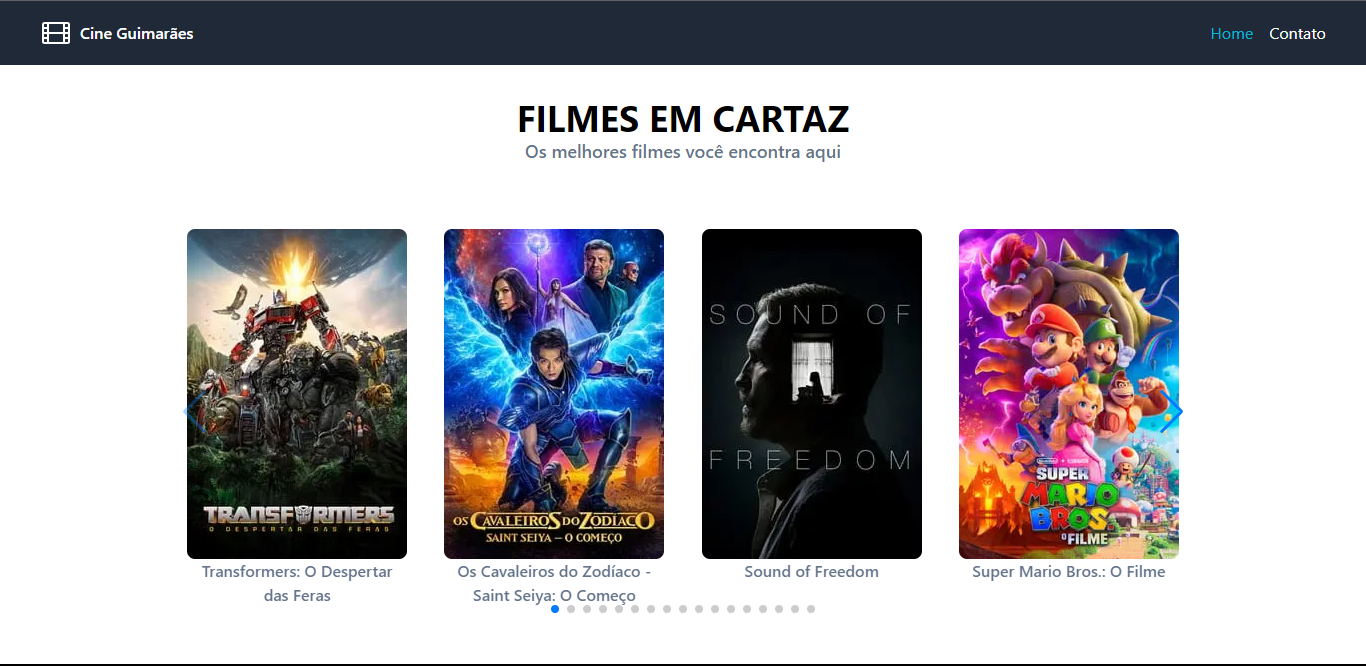 Cine Guimarães
Home
Contato
FILMES EM CARTAZ
Os melhores filmes você encontra aqui
TRANSFORMERS
O DESPERTAR DAS FERAS
OS CAVALEIROS DO ZODÍACO
SAINT SEIYA – O COMEÇO
SOUND OF
FREEDOM
SUPER
MARIO
BROS.
O FILME
Transformers: O Despertar
das Feras
Os Cavaleiros do Zodíaco -
Saint Seiya: O Começo
Sound of Freedom
Super Mario Bros.: O Filme